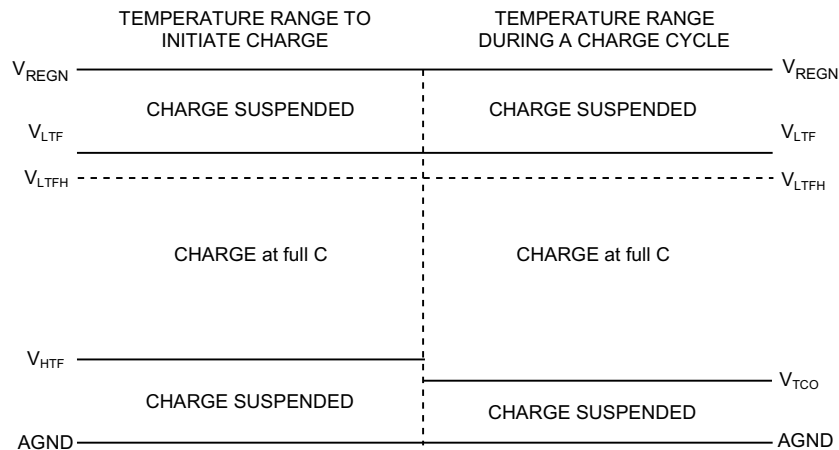 TEMPERATURE RANGE TO
INITIATE CHARGE
TEMPERATURE RANGE
DURING A CHARGE CYCLE
VREGN
VREGN
CHARGE SUSPENDED
CHARGE SUSPENDED
VLTF
VLTF
VLTFH
VLTFH
CHARGE at full C
CHARGE at full C
VHTF
VTCO
CHARGE SUSPENDED
CHARGE SUSPENDED
AGND
AGND